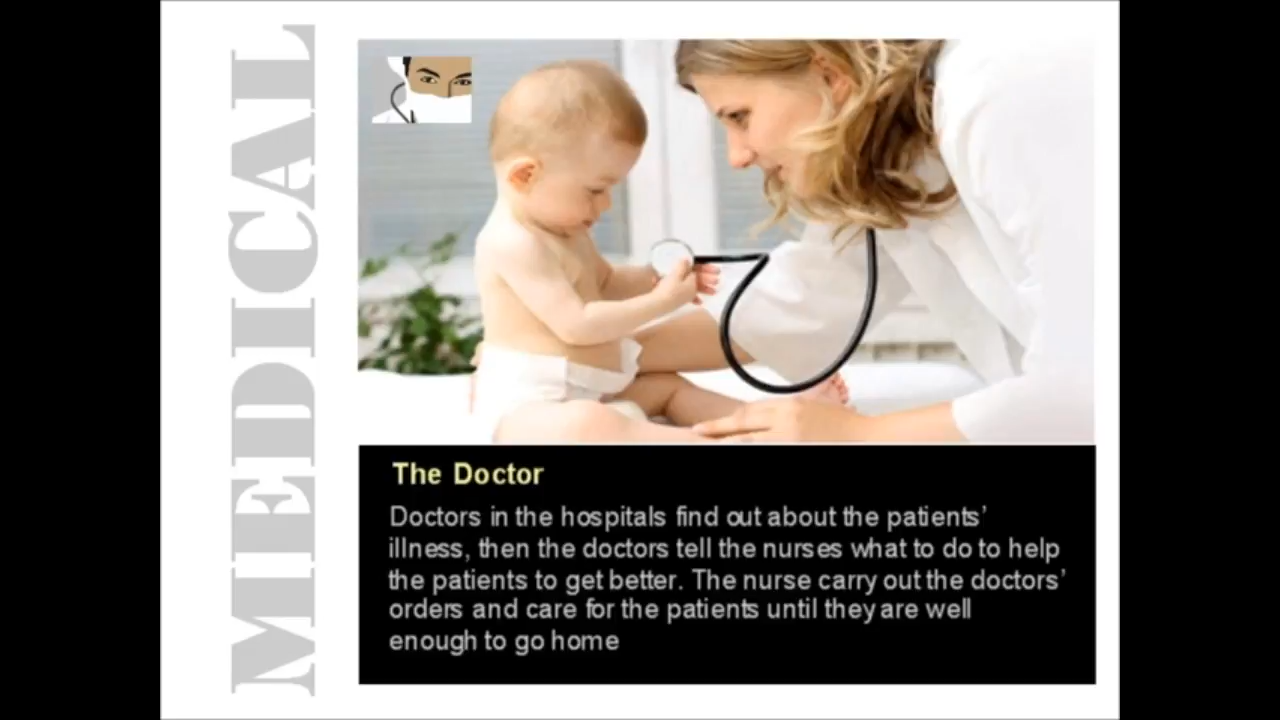 MEDICAL
The Doctor
Doctors in the hospitals find out about the patients'
illness, then the doctors tell the nurses what to do to help
the patients to get better. The nurse carry out the doctors'
orders and care for the patients until they are well
enough to go home